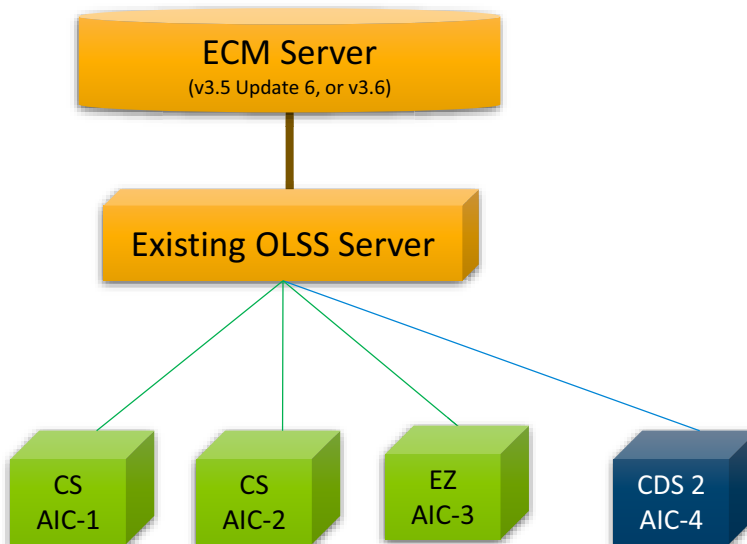 ECM Server
(v3.5 Update 6, or v3.6)
Existing OLSS Server
CS
AIC-1
CS
AIC-2
EZ
AIC-3
CDS 2
AIC-4